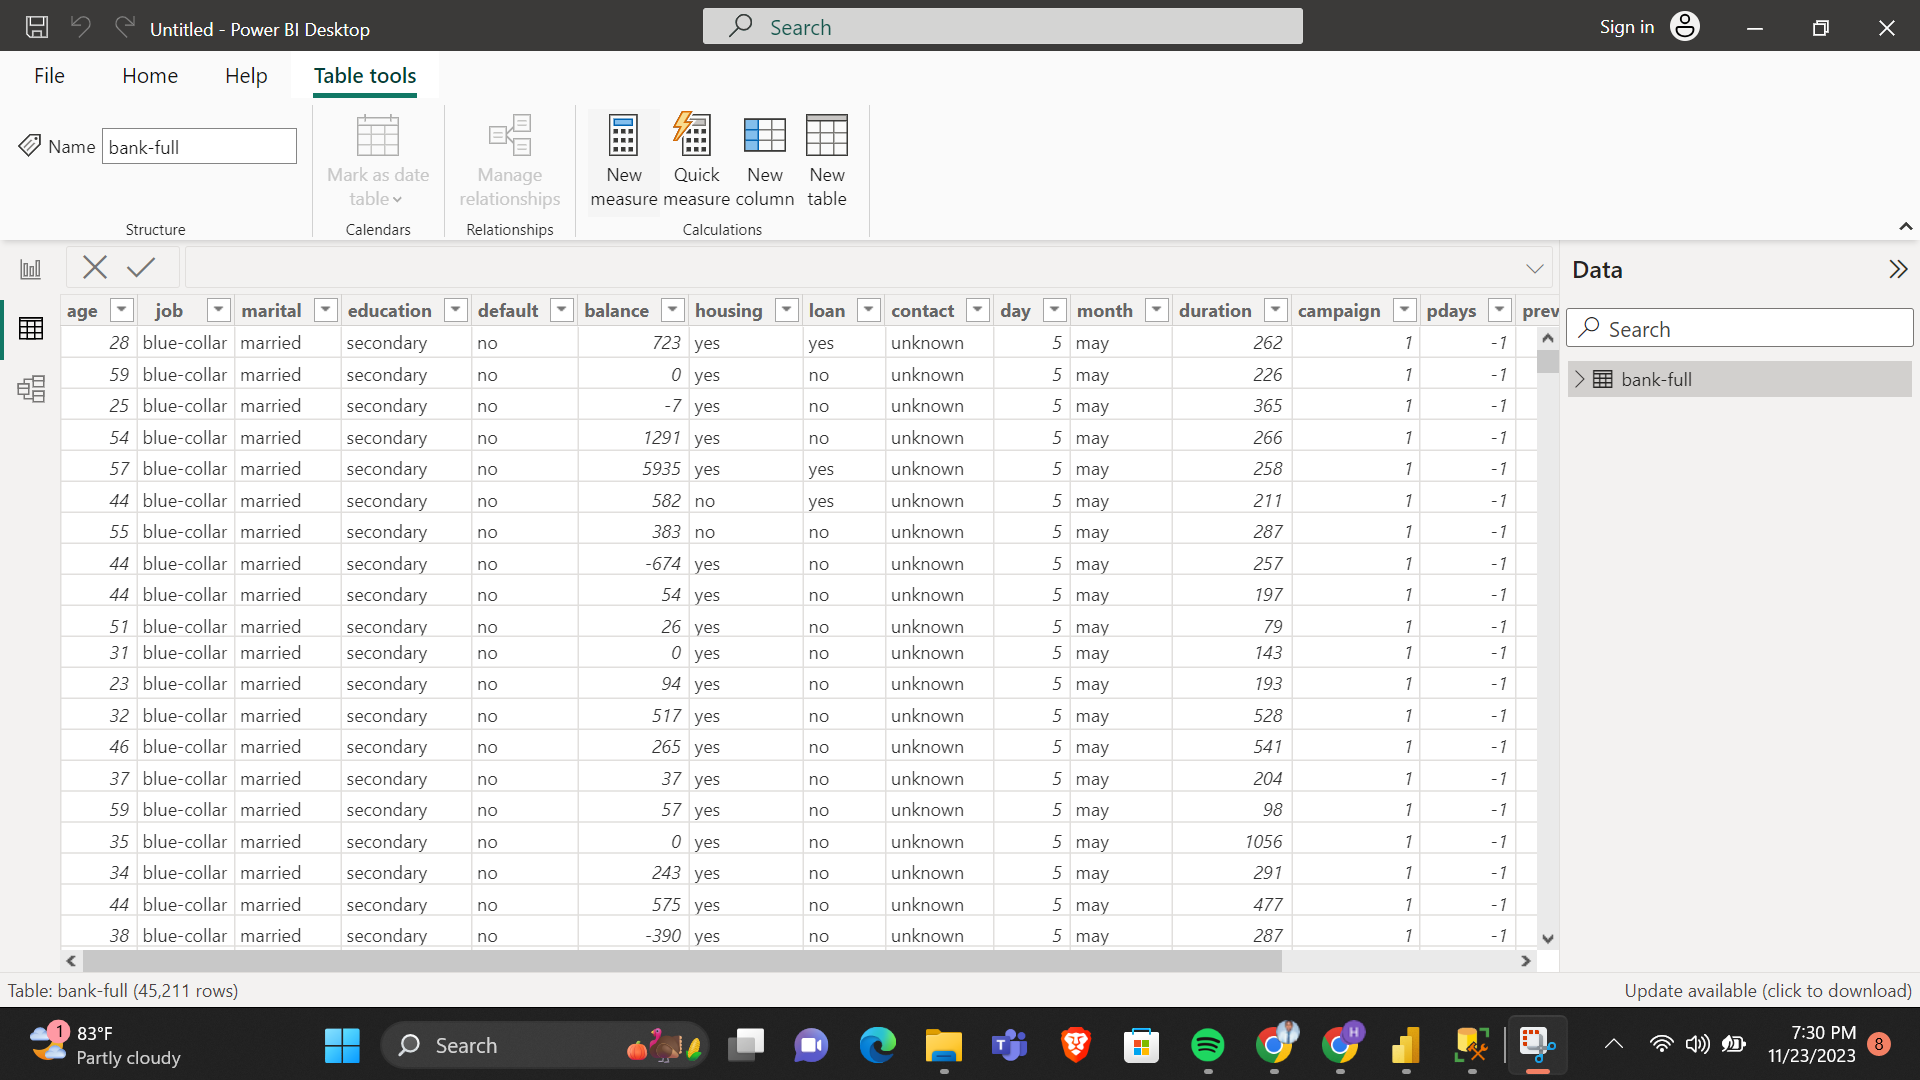 Untitled - Power BI Desktop
Search
Sign in
File Home Help Table tools
Name bank-full
Mark as date table
Manage relationships
New measure
Quick measure
New column
New table
Structure Calendars Relationships Calculations
age job marital education default balance housing loan contact day month duration campaign pdays prev
28 blue-collar married secondary no 723 yes yes unknown 5 may 262 1 -1
59 blue-collar married secondary no 0 yes no unknown 5 may 226 1 -1
25 blue-collar married secondary no -7 yes no unknown 5 may 365 1 -1
54 blue-collar married secondary no 1291 yes no unknown 5 may 266 1 -1
57 blue-collar married secondary no 5935 yes yes unknown 5 may 258 1 -1
44 blue-collar married secondary no 582 no yes unknown 5 may 211 1 -1
55 blue-collar married secondary no 383 no no unknown 5 may 287 1 -1
44 blue-collar married secondary no -674 yes no unknown 5 may 257 1 -1
44 blue-collar married secondary no 54 yes no unknown 5 may 197 1 -1
51 blue-collar married secondary no 26 yes no unknown 5 may 79 1 -1
31 blue-collar married secondary no 0 yes no unknown 5 may 143 1 -1
23 blue-collar married secondary no 94 yes no unknown 5 may 193 1 -1
32 blue-collar married secondary no 517 yes no unknown 5 may 528 1 -1
46 blue-collar married secondary no 265 yes no unknown 5 may 541 1 -1
37 blue-collar married secondary no 37 yes no unknown 5 may 204 1 -1
59 blue-collar married secondary no 57 yes no unknown 5 may 98 1 -1
35 blue-collar married secondary no 0 yes no unknown 5 may 1056 1 -1
34 blue-collar married secondary no 243 yes no unknown 5 may 291 1 -1
44 blue-collar married secondary no 575 yes no unknown 5 may 477 1 -1
38 blue-collar married secondary no -390 yes no unknown 5 may 287 1 -1
Data
Search
bank-full
Table: bank-full (45,211 rows)
Update available (click to download)
1
83°F
Partly cloudy
Search
T
H
7:30 PM
11/23/2023
8